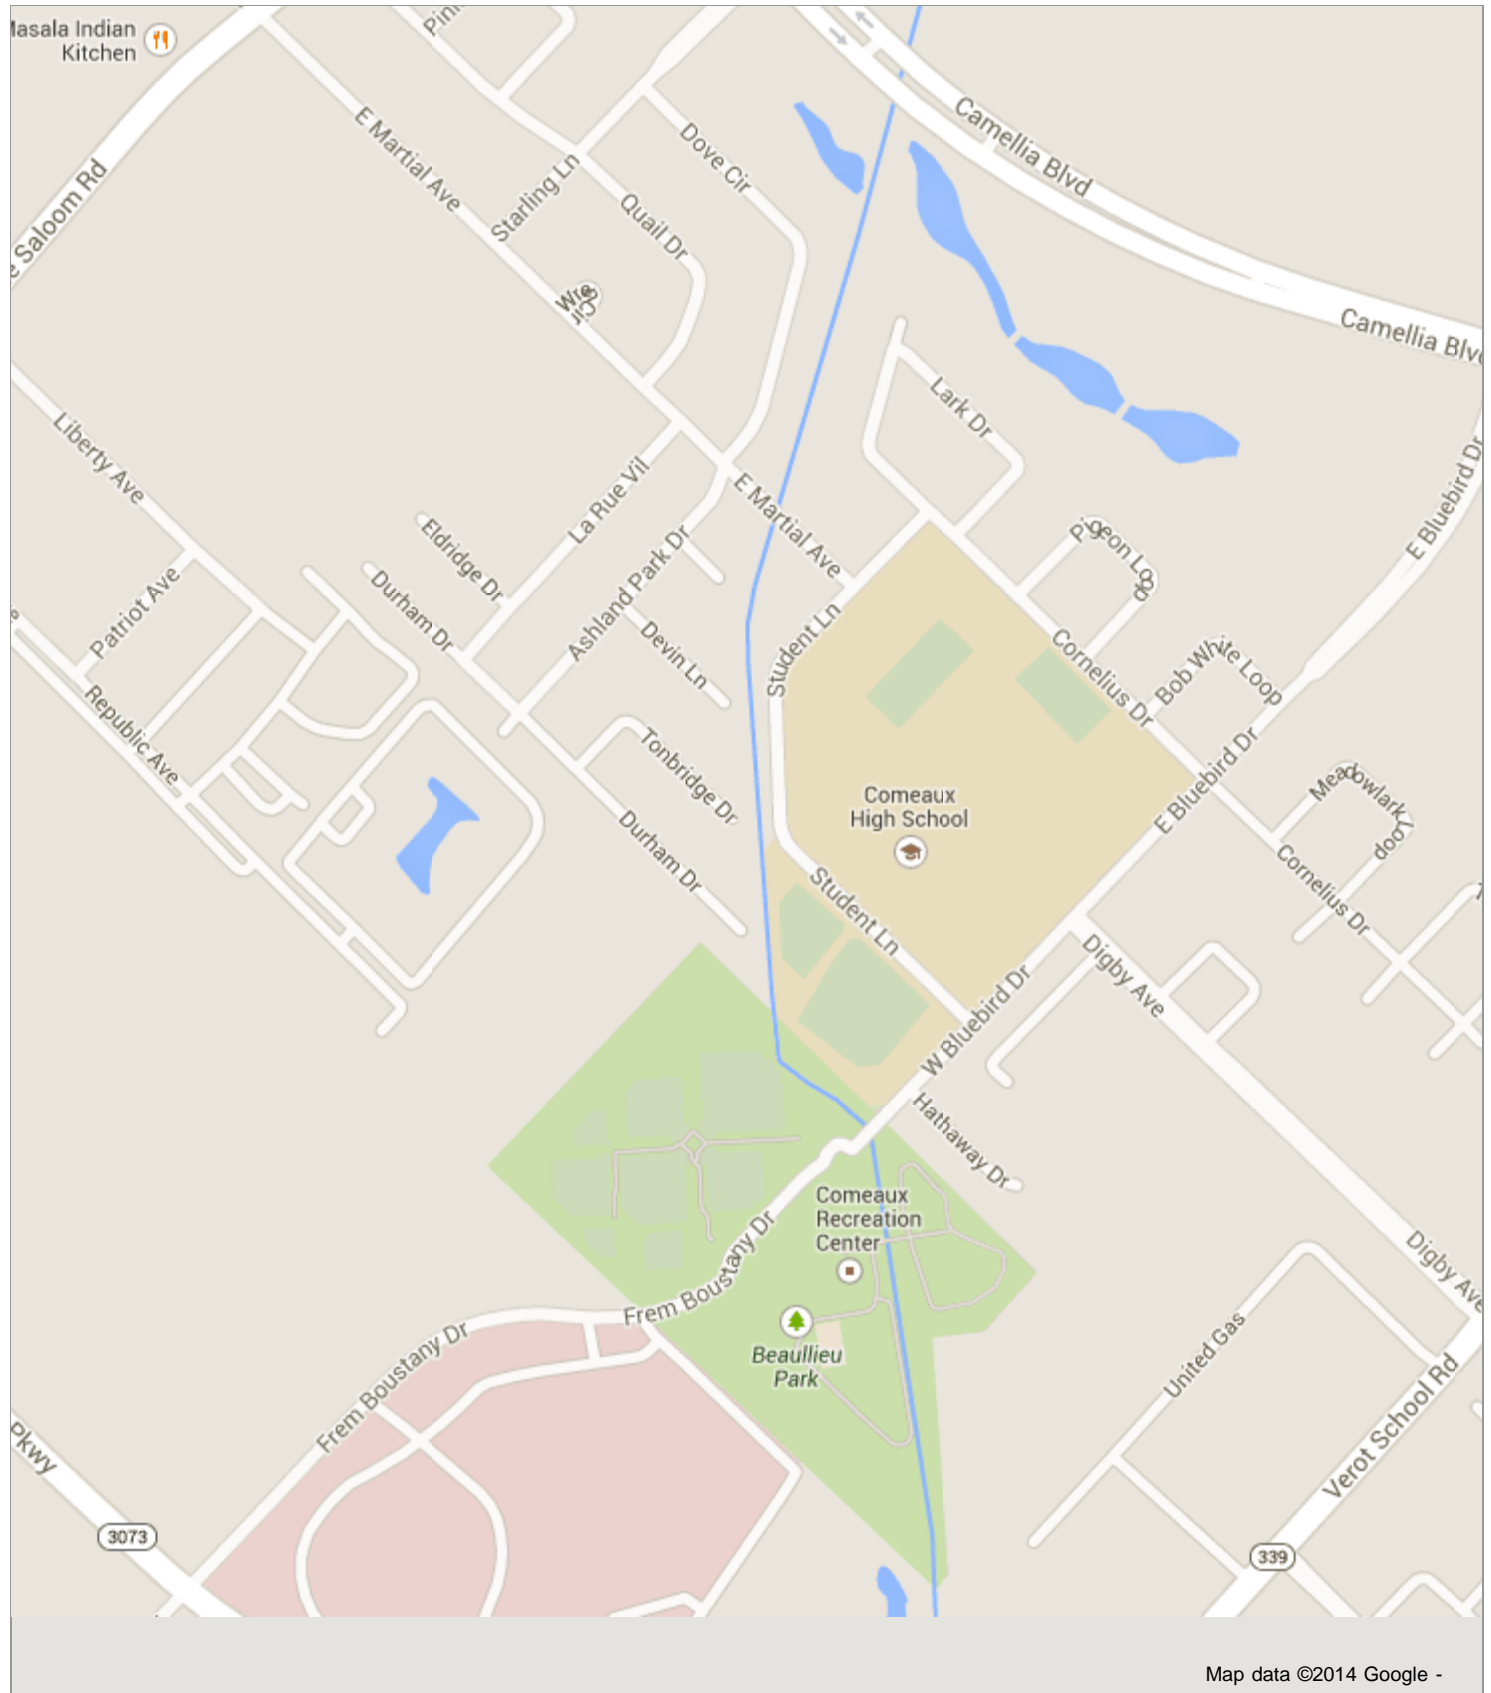 Masala Indian
Kitchen
Camellia Blvd
E Martial Ave
Dove Cir
Starling Ln
Quail Dr
e Saloom Rd
Camellia Blvd
Lark Dr
Liberty Ave
E Martial Ave
La Rue Vil
E Bluebird Dr
Eldridge Dr
Pigeon Loop
Ashland Park Dr
Durham Dr
Patriot Ave
Student Ln
Devin Ln
Cornelius Dr
Bob White Loop
Republic Ave
Tonbridge Dr
E Bluebird Dr
Meadowlark Loop
Comeaux
High School
Durham Dr
Cornelius Dr
Student Ln
Digby Ave
W Bluebird Dr
Hathaway Dr
Comeaux
Recreation
Center
Frem Boustany Dr
Digby Ave
Beaullieu
Park
United Gas
Frem Boustany Dr
Verot School Rd
Pkwy
3073
339
Map data ©2014 Google -